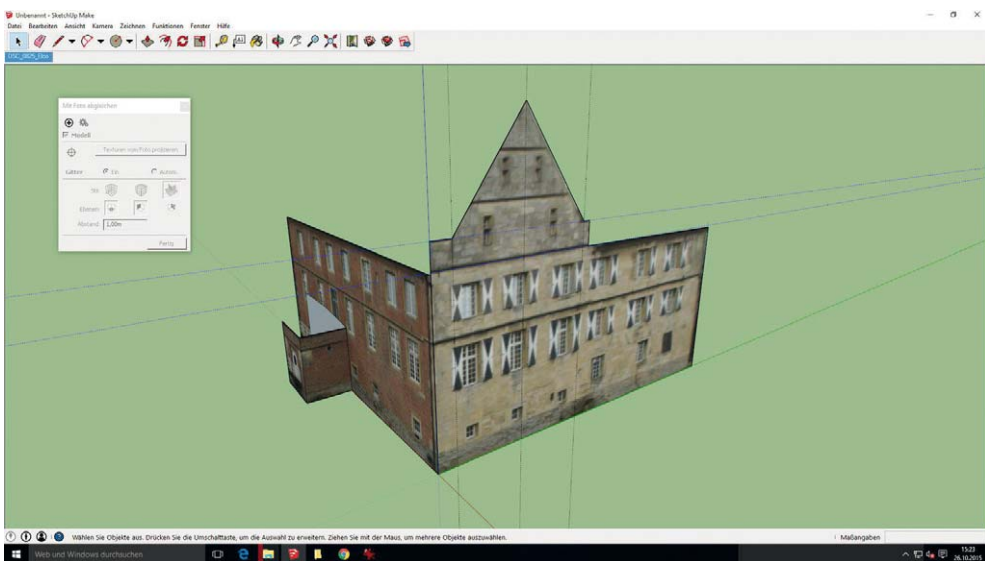 Unbenannt - SketchUp Make
Datei Bearbeiten Ansicht Kamera Zeichnen Funktionen Fenster Hilfe
Mit Foto abgleichen
Modell
Texturen vom Foto projizieren
Gitter:
Stil:
Ebenen:
Abstand: 1,00m
Fertig
Wählen Sie Objekte aus. Drücken Sie die Umschalttaste, um die Auswahl zu erweitern. Ziehen Sie mit der Maus, um mehrere Objekte auszuwählen.
Maßangaben
Web und Windows durchsuchen
15:23
26.10.2015